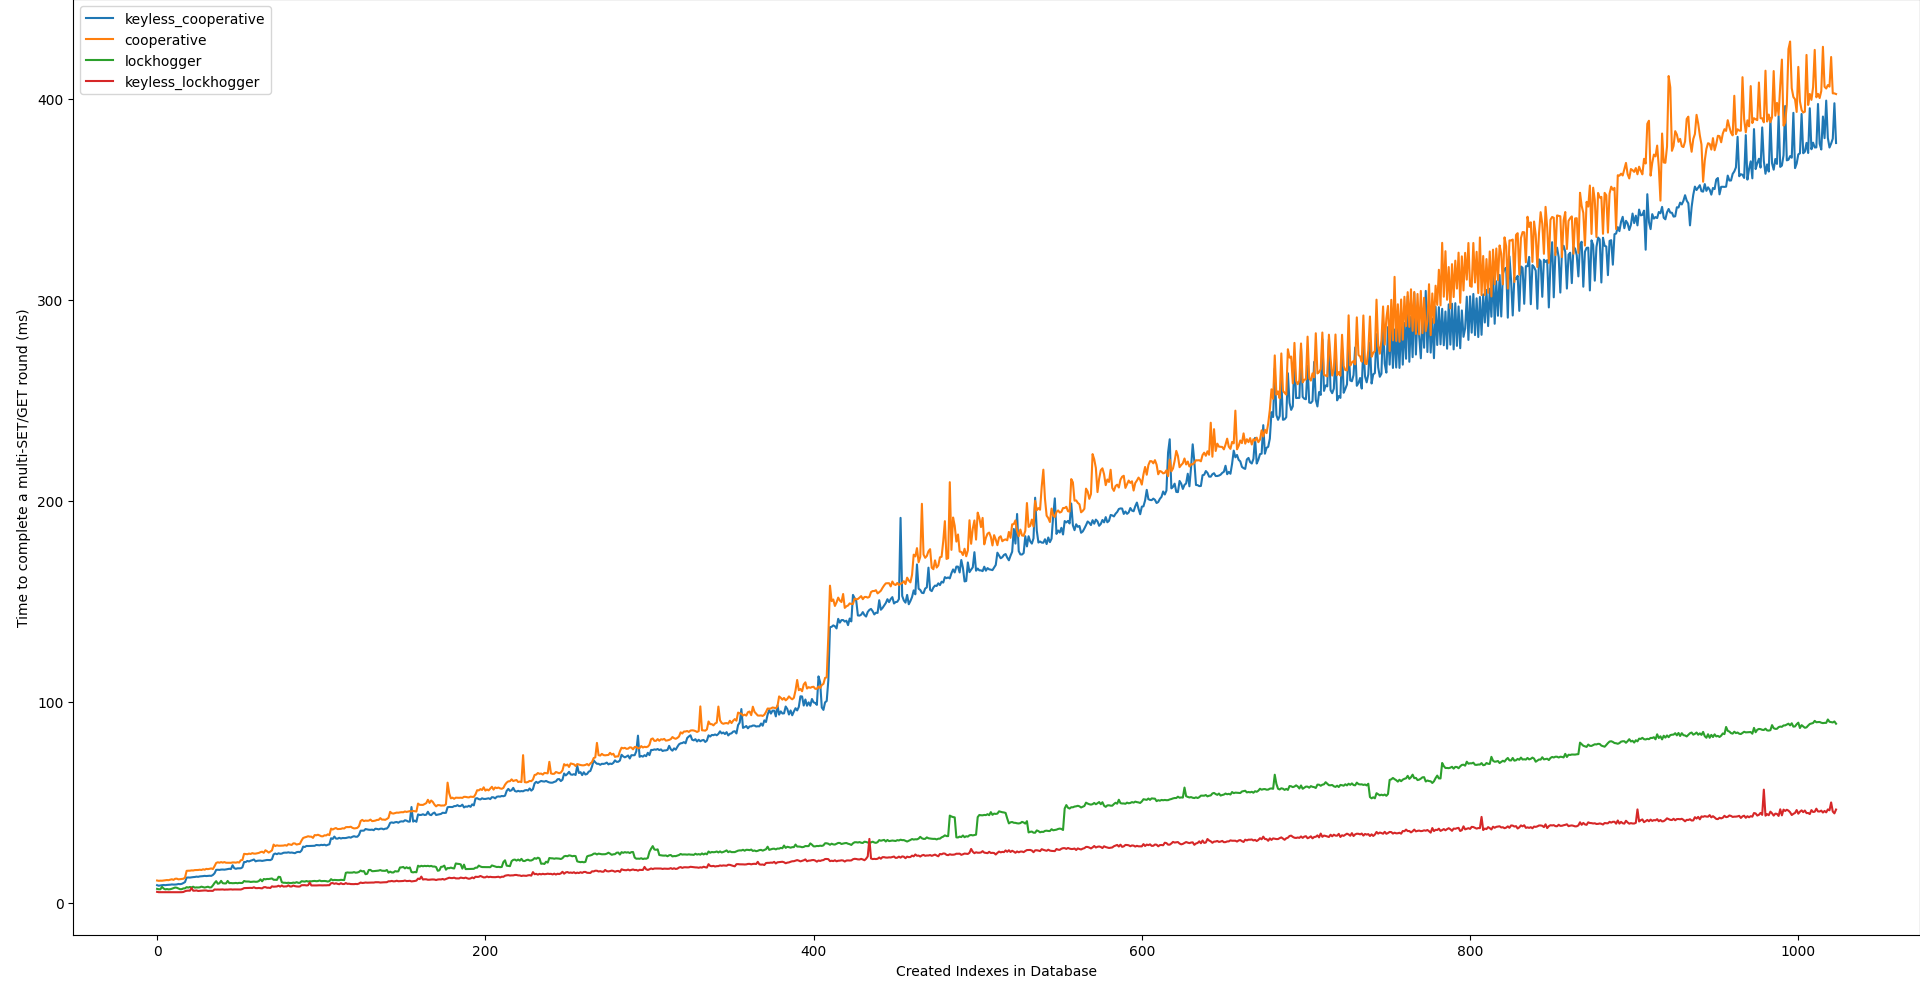 keyless_cooperative
cooperative
lockhogger
keyless_lockhogger
Time to complete a multi-SET/GET round (ms)
400
300
200
100
0
0 200 400 600 800 1000
Created Indexes in Database